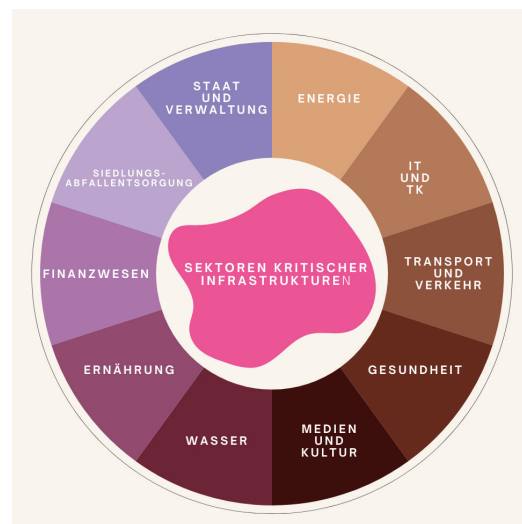 STAAT
UND
VERWALTUNG
ENERGIE
IT
UND
TK
TRANSPORT
UND
VERKEHR
GESUNDHEIT
MEDIEN
UND
KULTUR
WASSER
ERNÄHRUNG
FINANZWESEN
SIEDLUNGS-
ABFALLENTSORGUNG
SEKTOREN KRITISCHER
INFRASTRUKTUREN